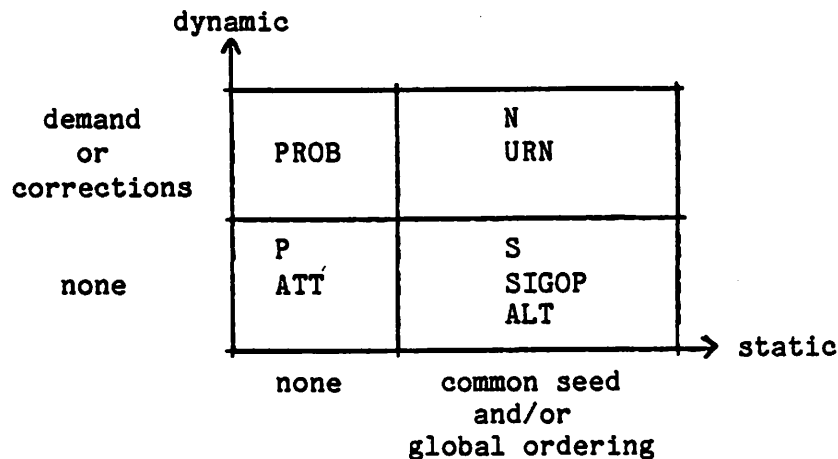 dynamic
demand
or
corrections
PROB
N
URN
none
P
ATT
S
SIGOP
ALT
static
none
common seed
and/or
global ordering